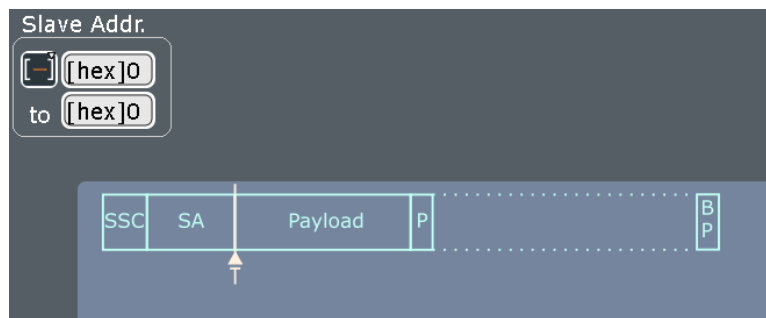 Slave Addr.
[-] [hex]0
to [hex]0
SSC SA Payload P B
P
T